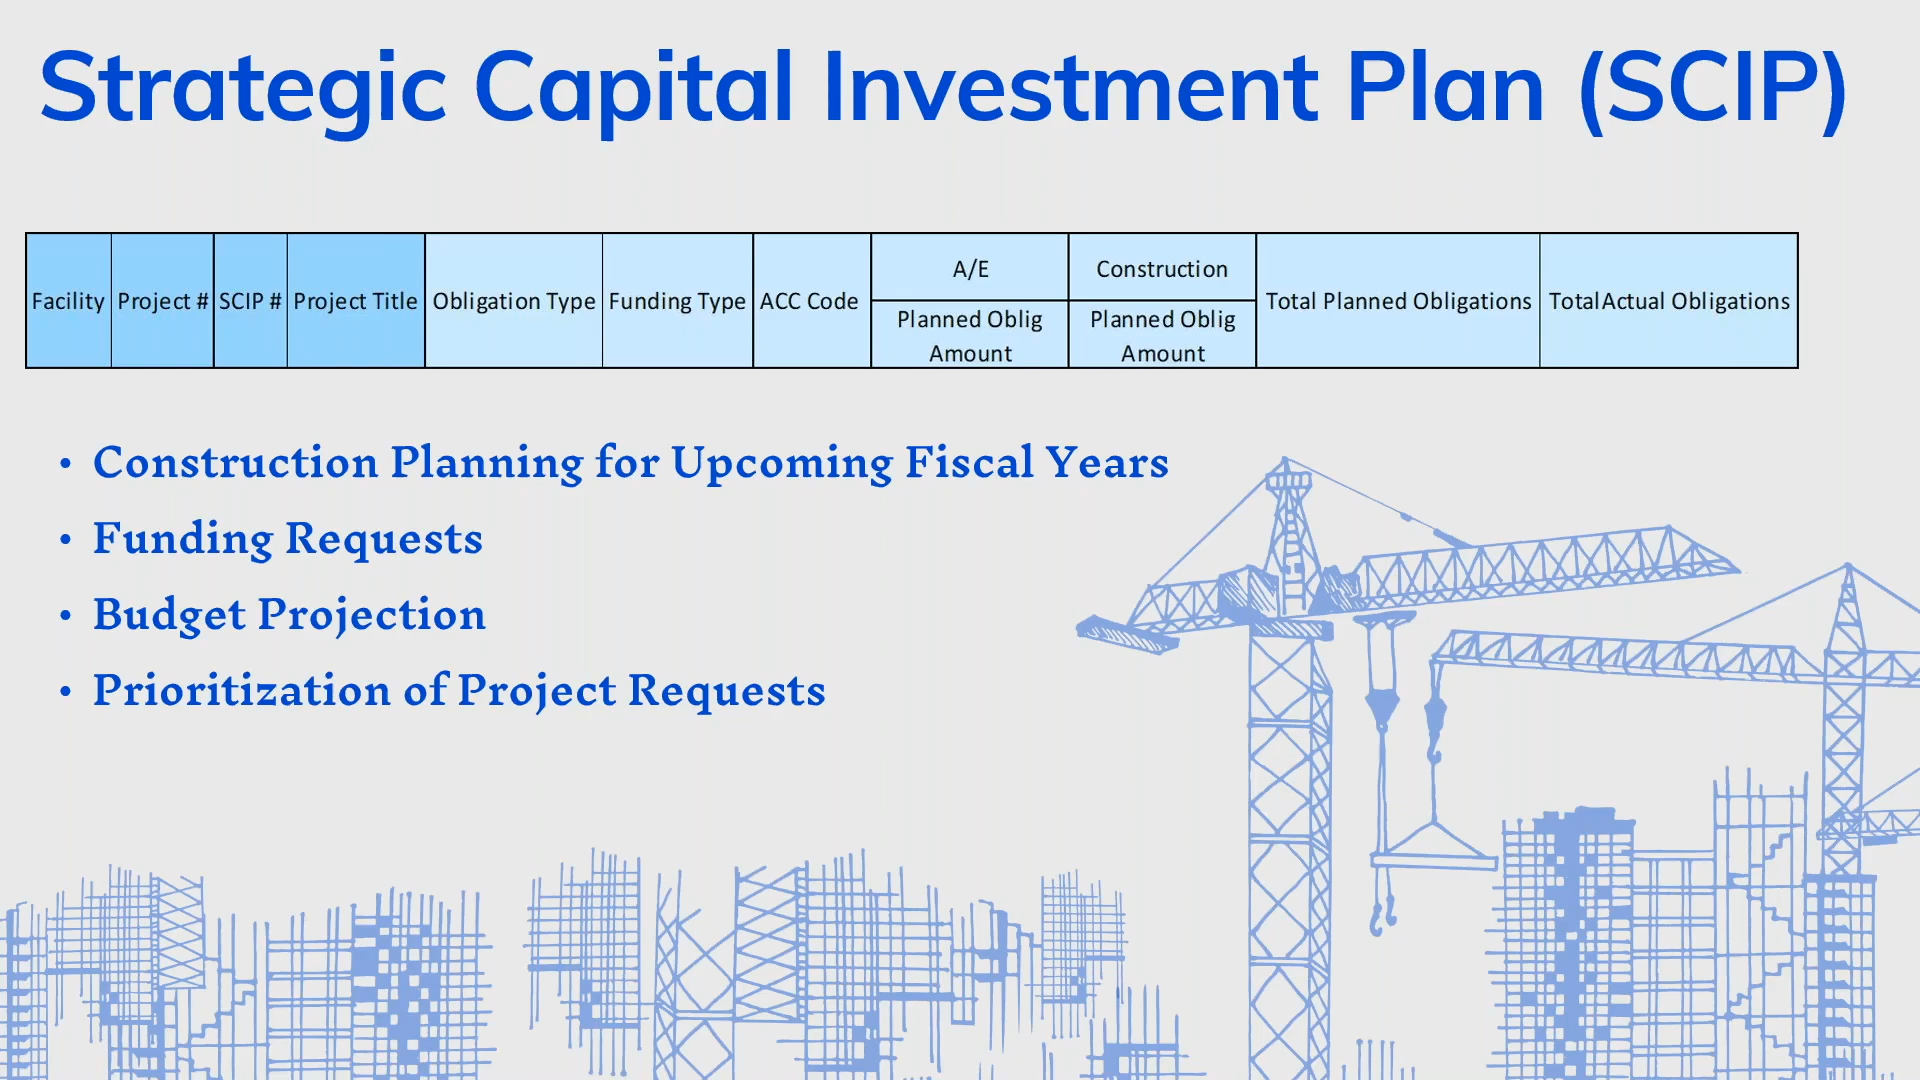 Strategic Capital Investment Plan (SCIP)
Facility
Project #
SCIP #
Project Title
Obligation Type
Funding Type
ACC Code
A/E
Planned Oblig
Amount
Construction
Planned Oblig
Amount
Total Planned Obligations
TotalActual Obligations
• Construction Planning for Upcoming Fiscal Years
• Funding Requests
• Budget Projection
• Prioritization of Project Requests